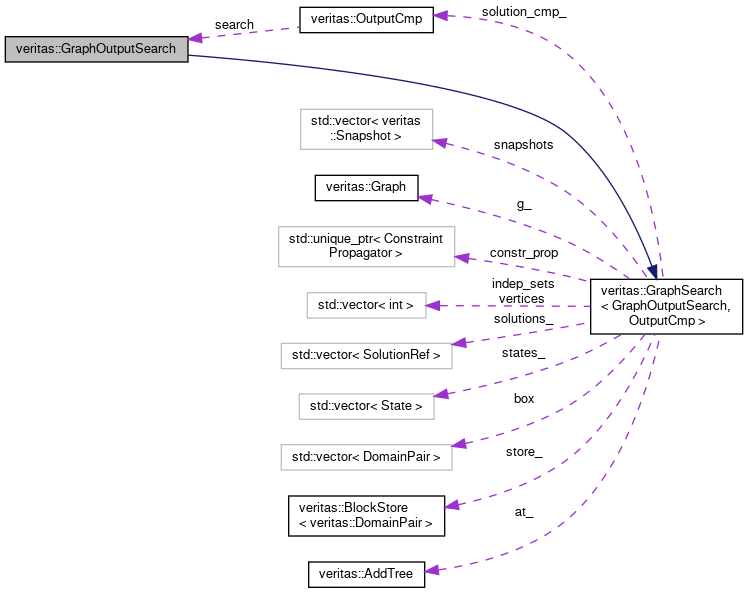 solution_cmp_
veritas::OutputCmp
search
veritas::GraphOutputSearch
std::vector< veritas
::Snapshot >
snapshots
veritas::Graph
g_
std::unique_ptr< Constraint
Propagator >
constr_prop
veritas::GraphSearch
< GraphOutputSearch,
OutputCmp >
indep_sets
vertices
std::vector< int >
solutions_
std::vector< SolutionRef >
states_
std::vector< State >
box
std::vector< DomainPair >
store_
veritas::BlockStore
< veritas::DomainPair >
at_
veritas::AddTree